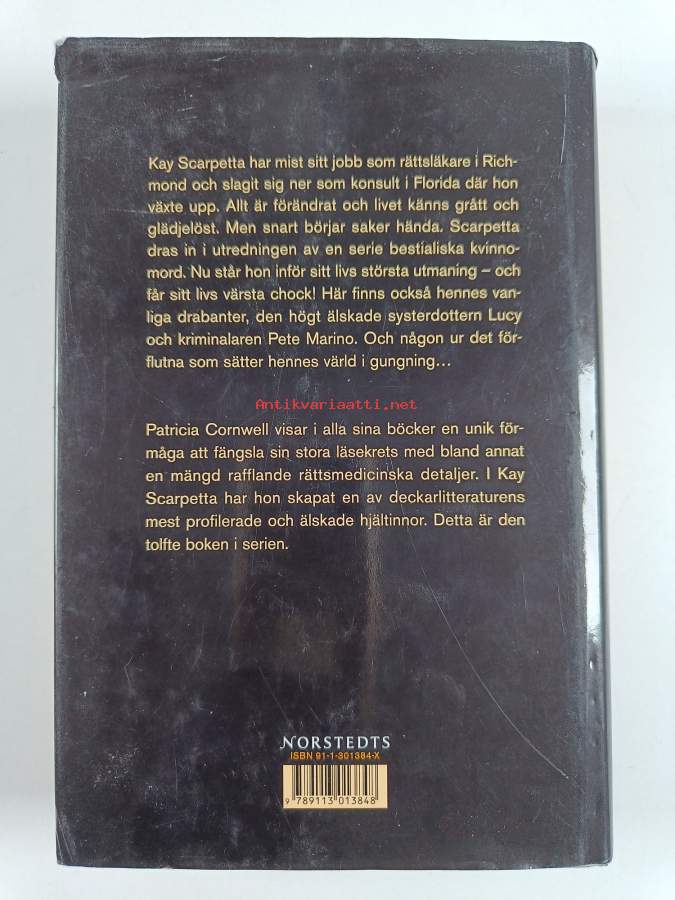 Kay Scarpetta har mist sitt jobb som rättsläkare i Rich-
mond och slagit sig ner som konsult i Florida där hon
växte upp. Allt är förändrat och livet känns grått och
glädjelöst. Men snart börjar saker hända. Scarpetta
dras in i utredningen av en serie bestialiska kvinno-
mord. Nu står hon inför sitt livs största utmaning – och
får sitt livs värsta chock! Här finns också hennes van-
liga drabanter, den högt älskade systerdottern Lucy
och kriminalaren Pete Marino. Och någon ur det för-
flutna som sätter hennes värld i gungning...
Antikvariaatti.net
Patricia Cornwell visar i alla sina böcker en unik för-
måga att fängsla sin stora läsekrets med bland annat
en mängd rafflande rättsmedicinska detaljer. I Kay
Scarpetta har hon skapat en av deckarlitteraturens
mest profilerade och älskade hjältinnor. Detta är den
tolfte boken i serien.
NORSTEDTS
ISBN 91-1-301384-X
9 789113 013848